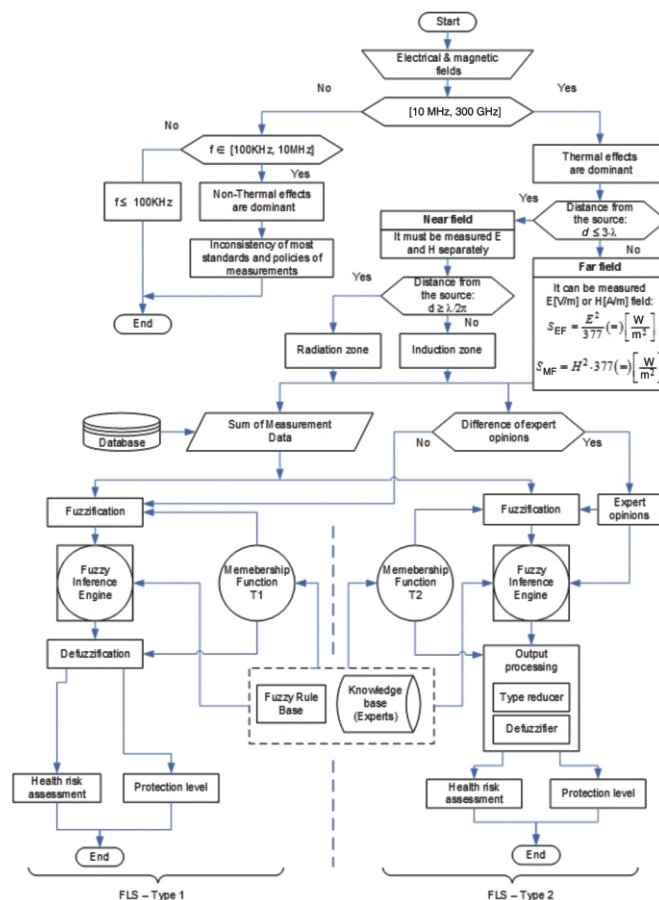 Start
Electrical & magnetic
fields
No
Yes
[10 MHz, 300 GHz]
No
f ∈ [100KHz, 10MHz]
Thermal effects
are dominant
Yes
f ≤ 100KHz
Non-Thermal effects
are dominant
Yes
Near field
It must be measured E
and H separately
Distance from
the source:
d ≤ 3·λ
No
Inconsistency of most
standards and policies of
measurements
Far field
It can be measured
E[V/m] or H[A/m] field:
S_EF = E²/377 (=) [W/m²]
S_MF = H²·377(=)[W/m²]
Yes
Distance from
the source:
d ≥ λ/2π
End
No
Radiation zone
Induction zone
Database
Sum of Measurement
Data
Difference of expert
opinions
No
Yes
Fuzzification
Fuzzification
Expert
opinions
Fuzzy
Inference
Engine
Memebership
Function
T1
Memebership
Function
T2
Fuzzy
Inference
Engine
Defuzzification
Output
processing
Fuzzy Rule
Base
Knowledge
base
(Experts)
Type reducer
Defuzzifier
Health risk
assessment
Protection level
Health risk
assessment
Protection level
End
End
FLS – Type 1
FLS – Type 2